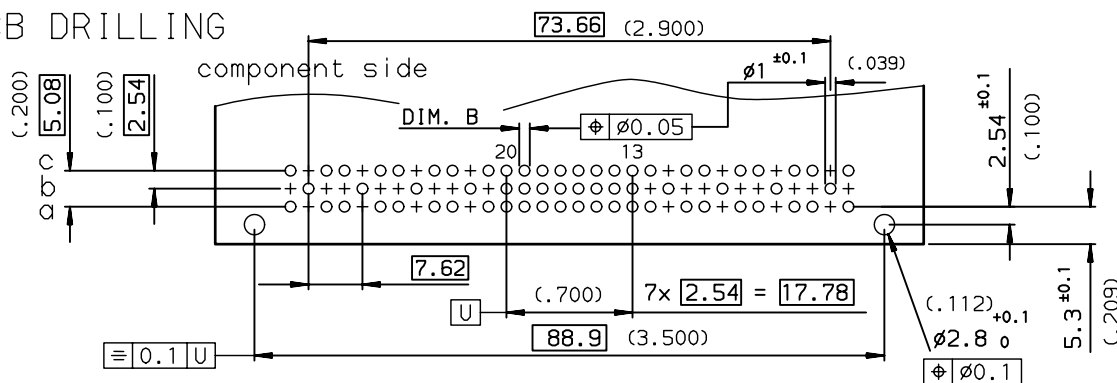 B DRILLING
73.66 (2.900)
component side
ø1 ±0.1 (.039)
(.200)
5.08
(.100)
2.54
DIM. B
⌖ ø0.05
2.54 ±0.1
(.100)
20 13
c
b
a
7.62
(.700) 7x 2.54 = 17.78
U
88.9 (3.500)
⌯ 0.1 U
(.112)
ø2.8 +0.1 0
⌖ ø0.1
5.3 ±0.1
(.209)